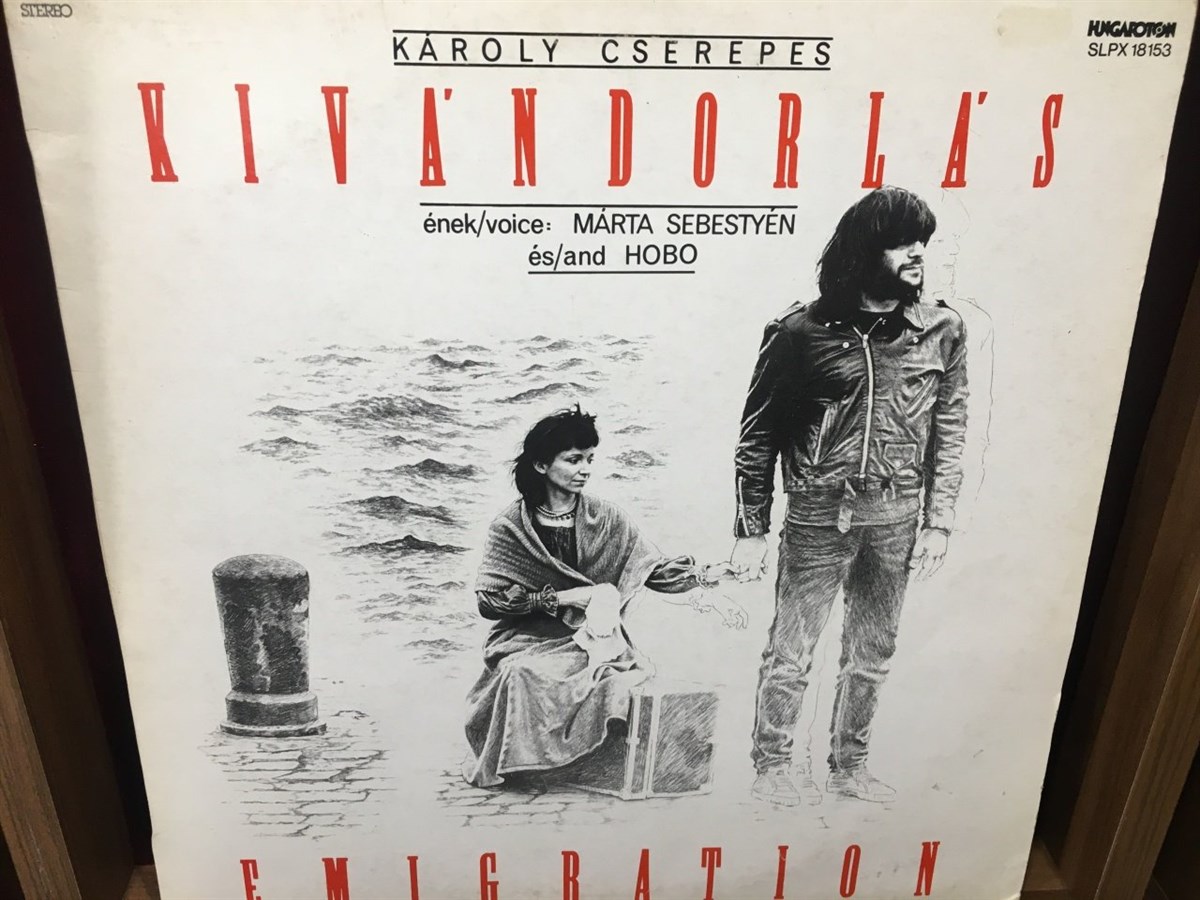 STEREO
HUNGAROTON
SLPX 18153
KÁROLY CSEREPES
KIVÁNDORLÁS
ének/voice: MÁRTA SEBESTYÉN
és/and HOBO
EMIGRATION